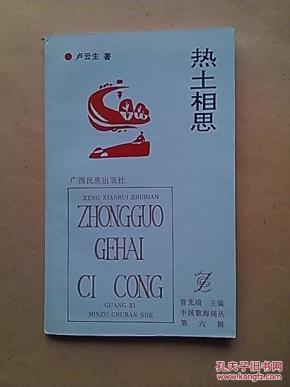 卢云生 著
热土相思
广西民族出版社
ZENG XIANRUI ZHUBIAN
ZHONGGUO
GEHAI
CI CONG
GUANG XI
MINZU CHUBAN SHE
曾宪瑞 主编
中国歌海词丛
第六辑
孔夫子旧书网